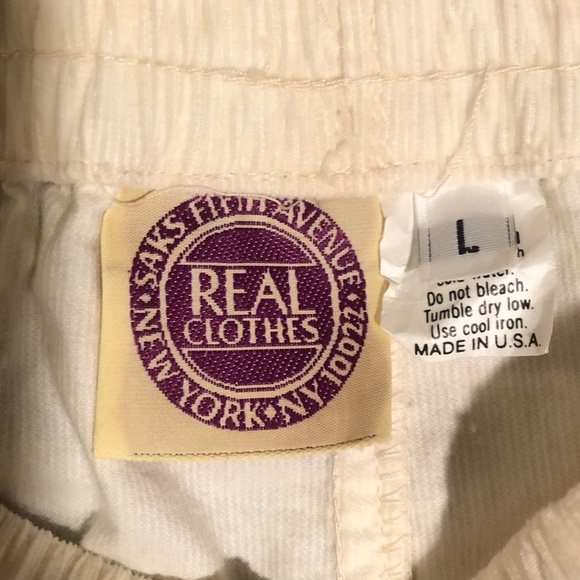 SAKS FIFTH AVENUE • NEW YORK • NY 10022 •
REAL
CLOTHES
L
Do not bleach.
Tumble dry low.
Use cool iron.
MADE IN U.S.A.